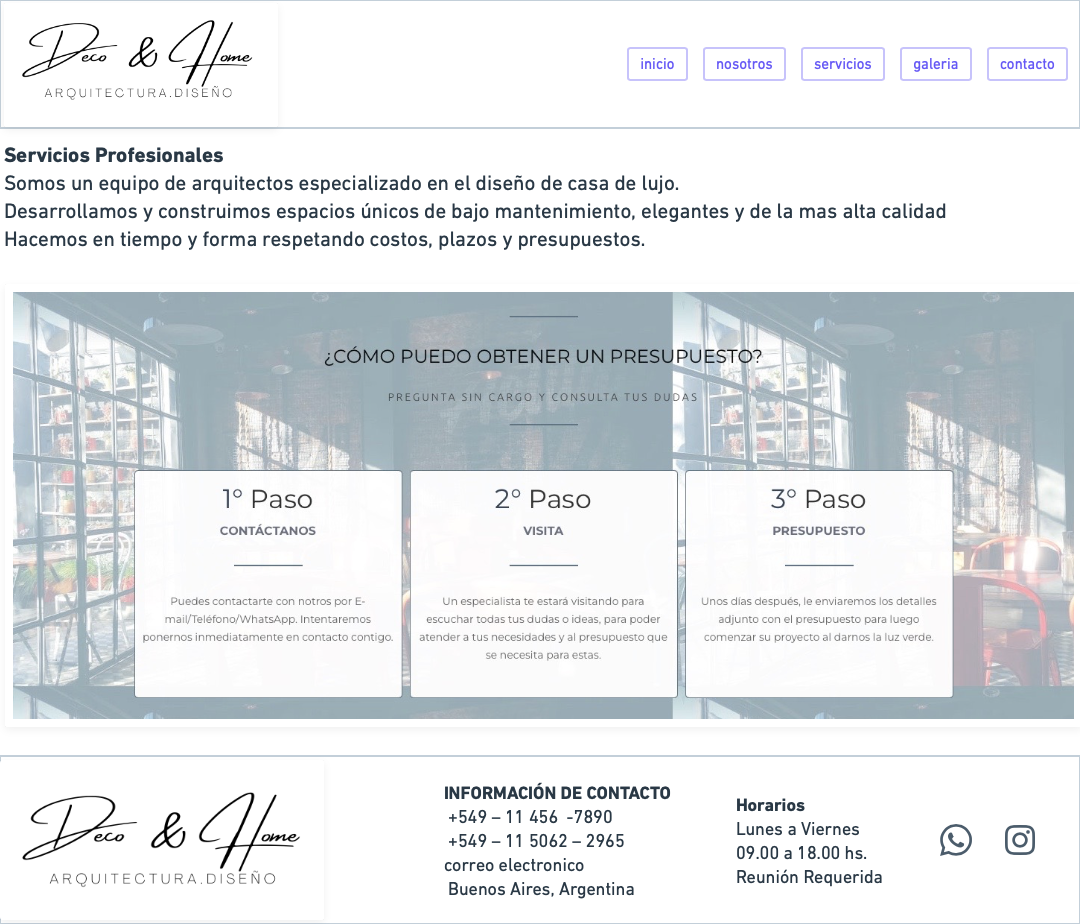 Deco & Home
ARQUITECTURA.DISEÑO
inicio
nosotros
servicios
galeria
contacto
Servicios Profesionales
Somos un equipo de arquitectos especializado en el diseño de casa de lujo.
Desarrollamos y construimos espacios únicos de bajo mantenimiento, elegantes y de la mas alta calidad
Hacemos en tiempo y forma respetando costos, plazos y presupuestos.
¿CÓMO PUEDO OBTENER UN PRESUPUESTO?
PREGUNTA SIN CARGO Y CONSULTA TUS DUDAS
1° Paso
CONTÁCTANOS
Puedes contactarte con notros por E-
mail/Teléfono/WhatsApp. Intentaremos
ponernos inmediatamente en contacto contigo.
2° Paso
VISITA
Un especialista te estará visitando para
escuchar todas tus dudas o ideas, para poder
atender a tus necesidades y al presupuesto que
se necesita para estas.
3° Paso
PRESUPUESTO
Unos días después, le enviaremos los detalles
adjunto con el presupuesto para luego
comenzar su proyecto al darnos la luz verde.
Deco & Home
ARQUITECTURA.DISEÑO
INFORMACIÓN DE CONTACTO
+549 – 11 456 -7890
+549 – 11 5062 – 2965
correo electronico
Buenos Aires, Argentina
Horarios
Lunes a Viernes
09.00 a 18.00 hs.
Reunión Requerida